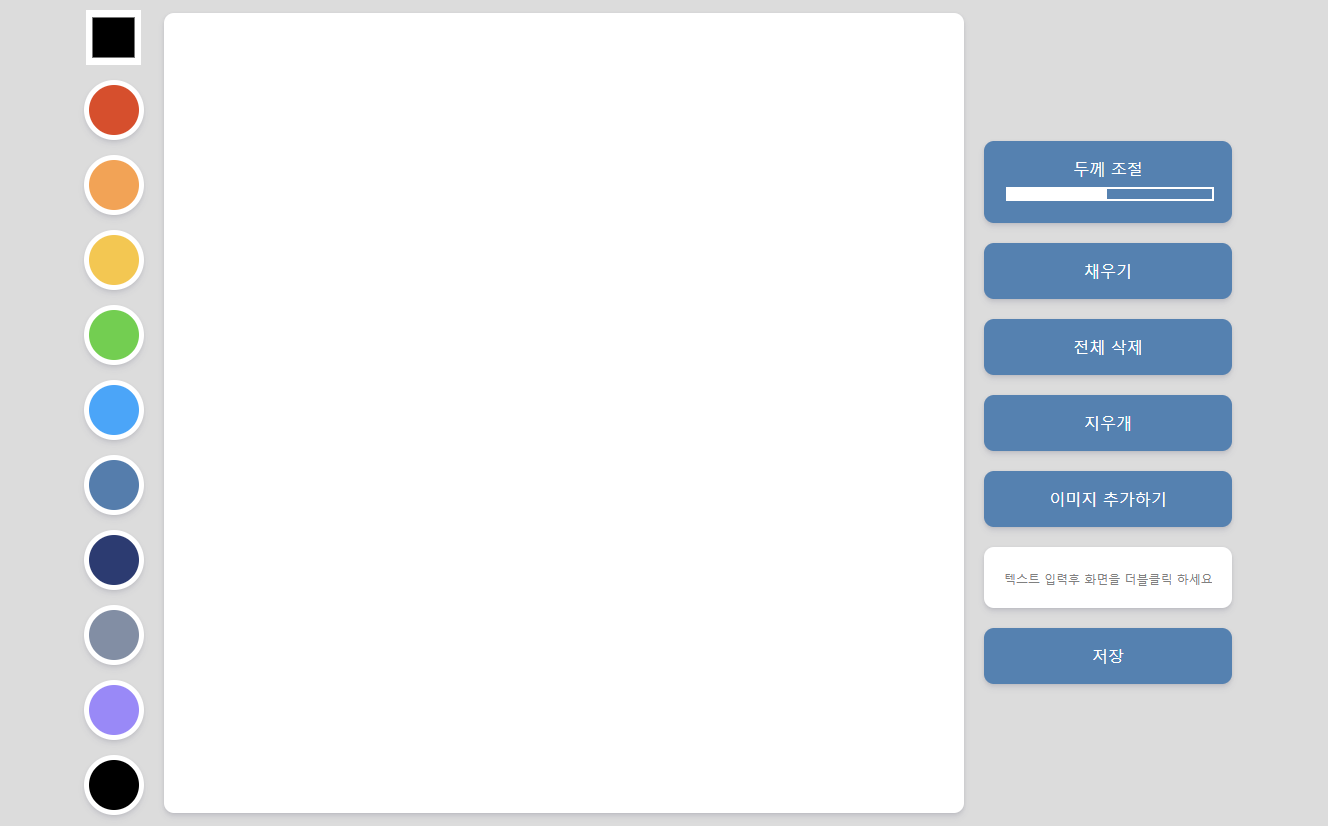 두께 조절
채우기
전체 삭제
지우개
이미지 추가하기
텍스트 입력후 화면을 더블클릭 하세요
저장